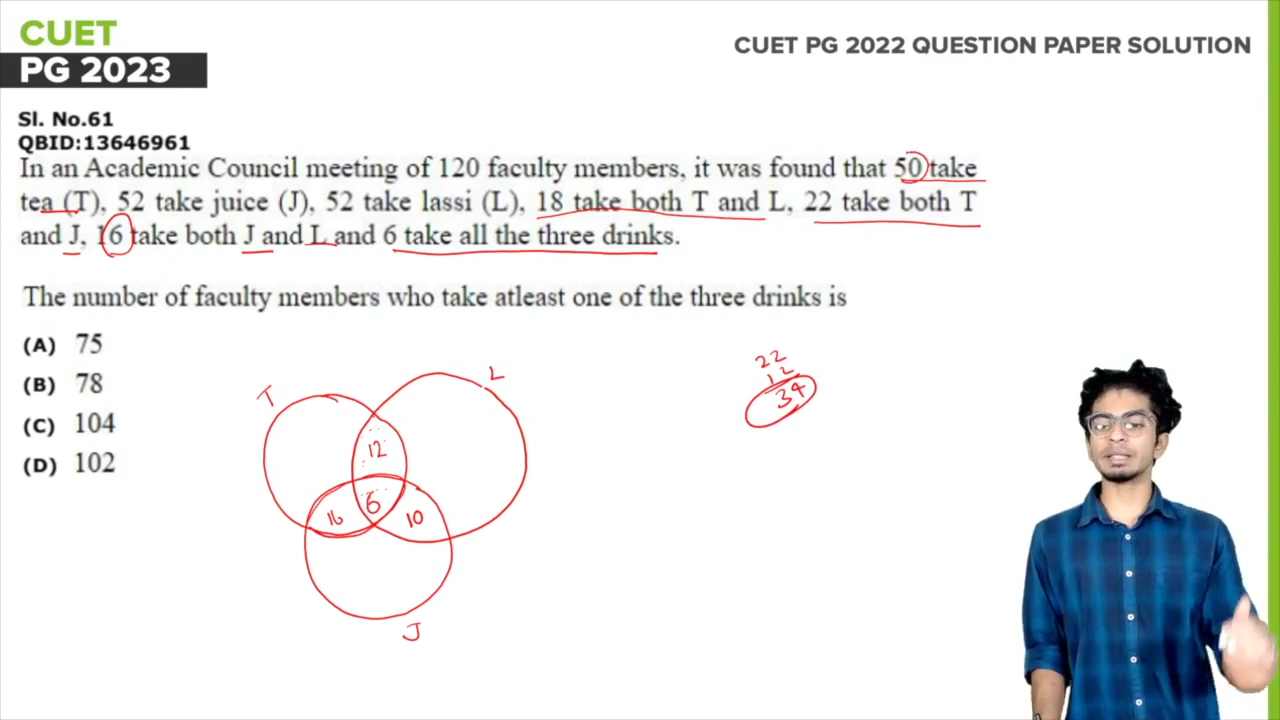 CUET
PG 2023
CUET PG 2022 QUESTION PAPER SOLUTION
Sl. No.61
QBID:13646961
In an Academic Council meeting of 120 faculty members, it was found that 50 take
tea (T), 52 take juice (J), 52 take lassi (L), 18 take both T and L, 22 take both T
and J, 16 take both J and L and 6 take all the three drinks.
The number of faculty members who take atleast one of the three drinks is
(A) 75
(B) 78
(C) 104
(D) 102
T
L
12
6
16
10
J
22
12
34